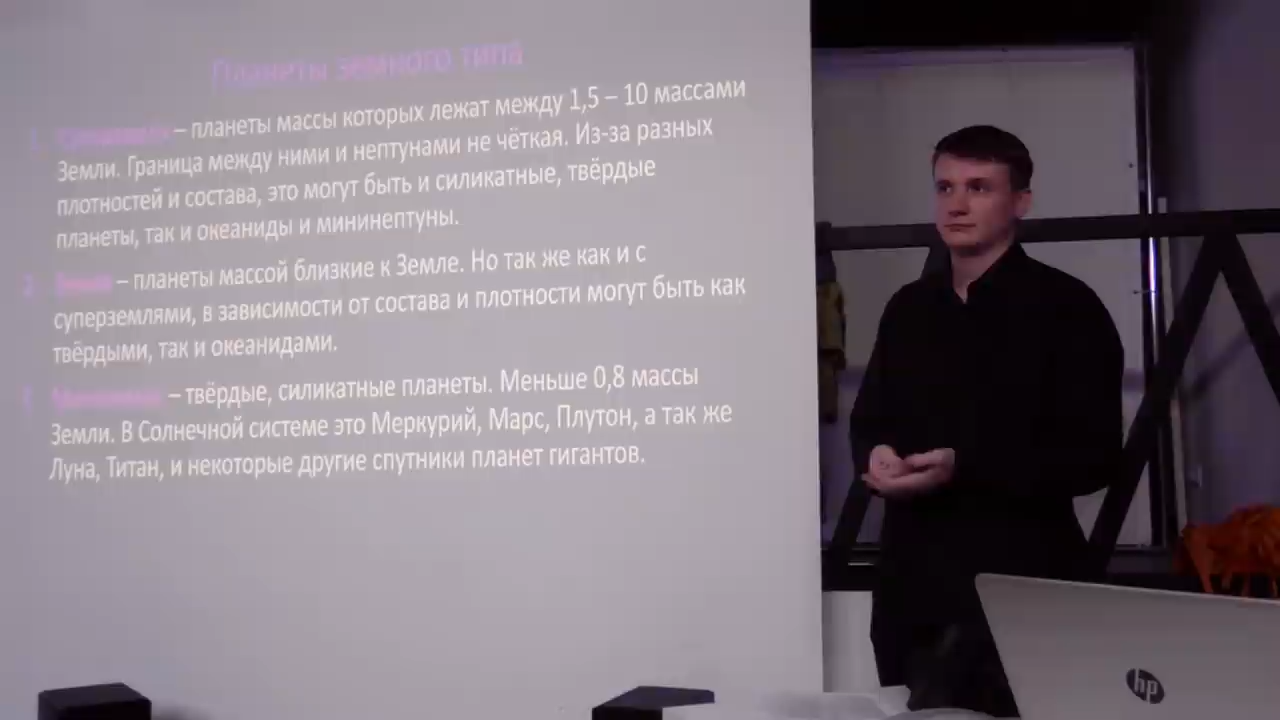 Планеты земного типа
– планеты массы которых лежат между 1,5 – 10 массами
Земли. Граница между ними и нептунами не чёткая. Из-за разных
плотностей и состава, это могут быть и силикатные, твёрдые
планеты, так и океаниды и мининептуны.
– планеты массой близкие к Земле. Но так же как и с
суперземлями, в зависимости от состава и плотности могут быть как
твёрдыми, так и океанидами.
– твёрдые, силикатные планеты. Меньше 0,8 массы
Земли. В Солнечной системе это Меркурий, Марс, Плутон, а так же
Луна, Титан, и некоторые другие спутники планет гигантов.
hp